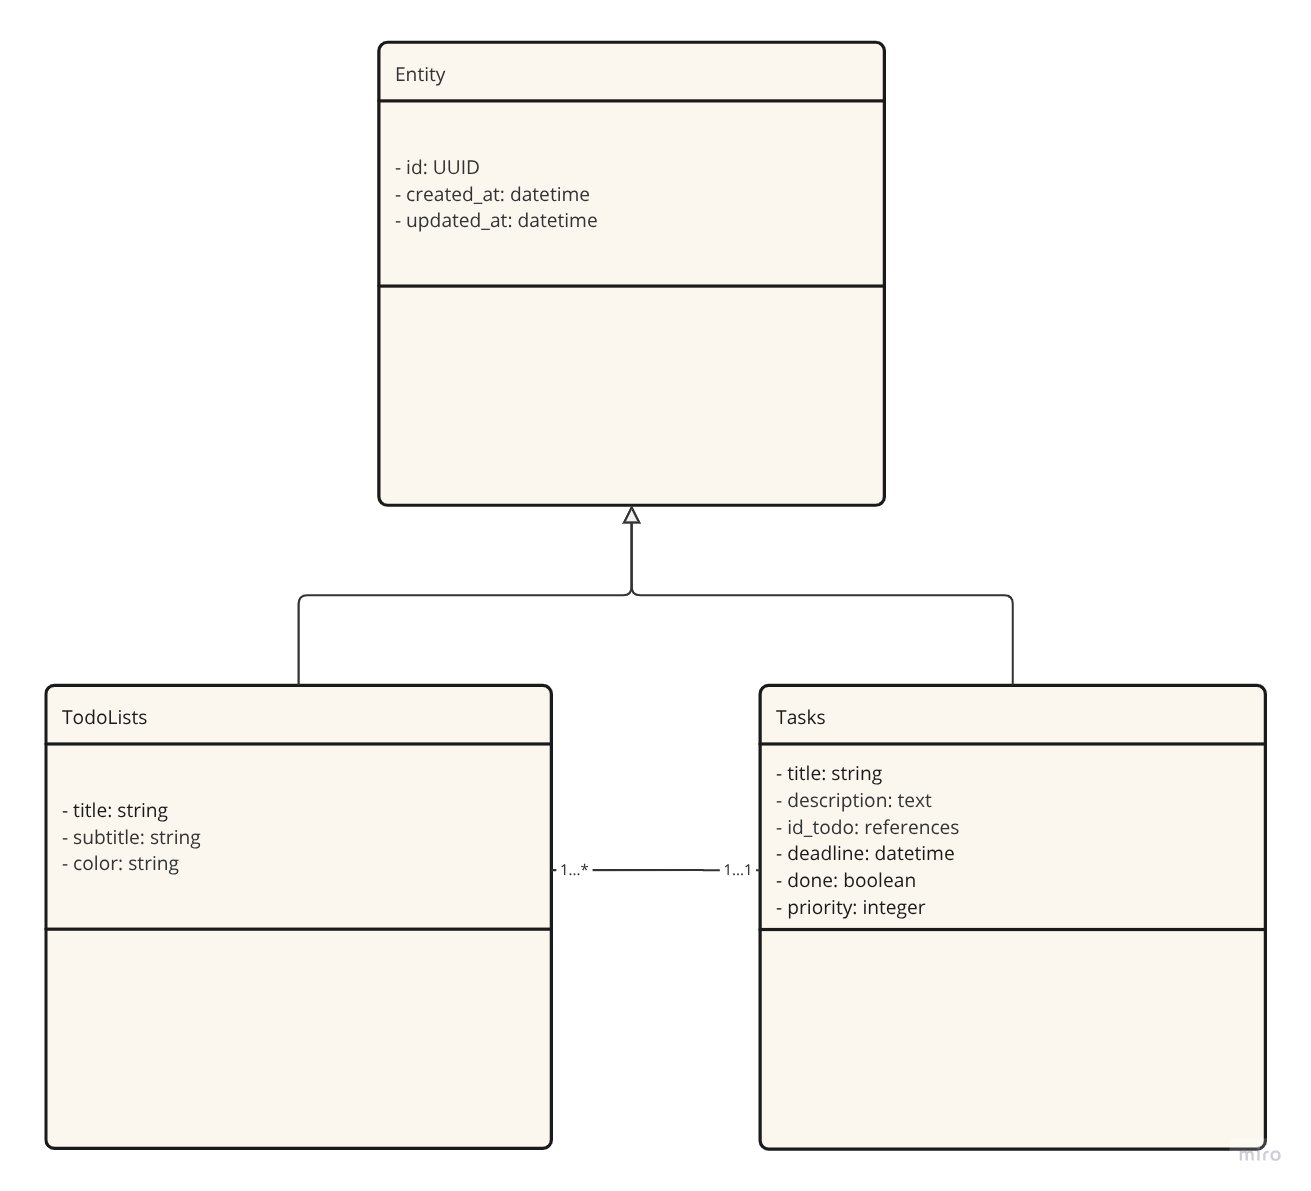 Entity
- id: UUID
- created_at: datetime
- updated_at: datetime
TodoLists
- title: string
- subtitle: string
- color: string
1...*
1...1
Tasks
- title: string
- description: text
- id_todo: references
- deadline: datetime
- done: boolean
- priority: integer
miro